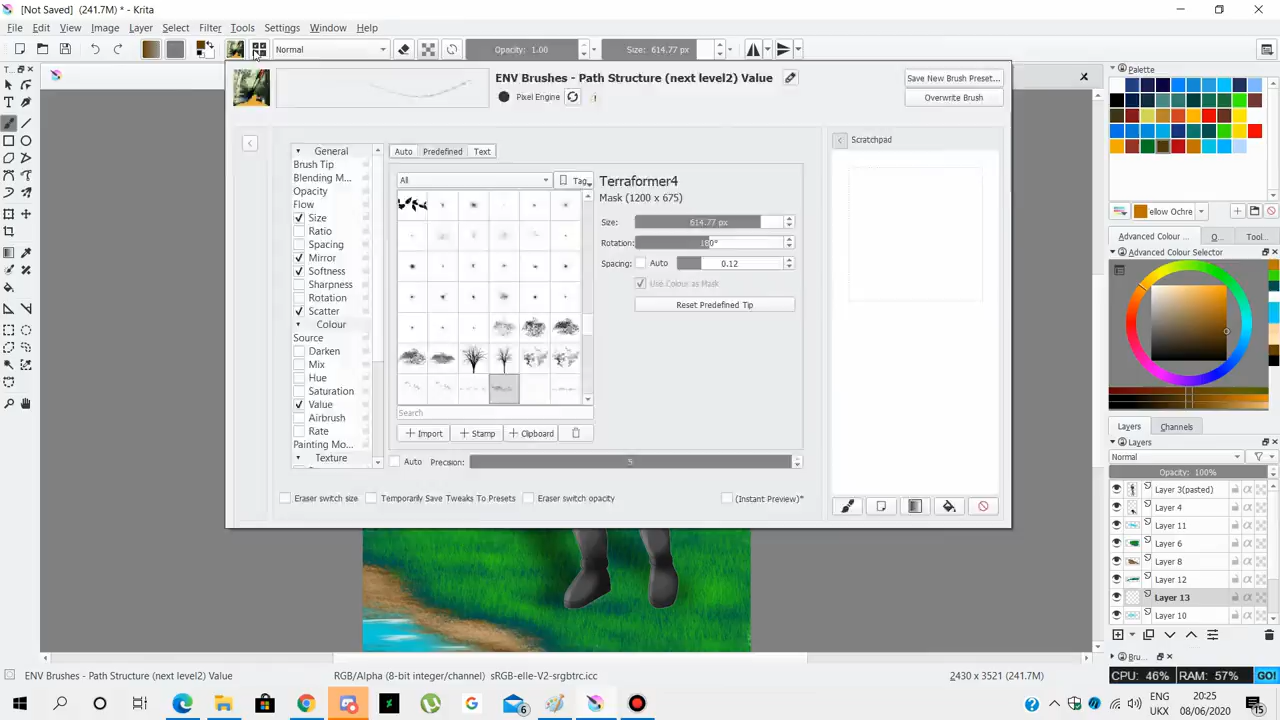 [Not Saved] (241.7M) * - Krita
File Edit View Image Layer Select Filter Tools Settings Window Help
Normal Opacity: 1.00 Size: 614.77 px
ENV Brushes - Path Structure (next level2) Value
Pixel Engine
Save New Brush Preset...
Overwrite Brush
General
Brush Tip
Blending M...
Opacity
Flow
Size
Ratio
Spacing
Mirror
Softness
Sharpness
Rotation
Scatter
Colour
Source
Darken
Mix
Hue
Saturation
Value
Airbrush
Rate
Painting Mo...
Texture
Auto Predefined Text
All Tag
Search
Import Stamp Clipboard
Terraformer4
Mask (1200 x 675)
Size: 614.77 px
Rotation: 180°
Spacing: Auto 0.12
Use Colour as Mask
Reset Predefined Tip
Auto Precision: 5
Eraser switch size Temporarily Save Tweaks To Presets Eraser switch opacity (Instant Preview)*
Scratchpad
Palette
ellow Ochre
Advanced Colour ... O... Tool...
Advanced Colour Selector
Layers Channels
Layers
Normal
Opacity: 100%
Layer 3(pasted)
Layer 4
Layer 11
Layer 6
Layer 8
Layer 12
Layer 13
Layer 10
Bru...
ENV Brushes - Path Structure (next level2) Value
RGB/Alpha (8-bit integer/channel) sRGB-elle-V2-srgbtrc.icc
2430 x 3521 (241.7M)
CPU: 46% RAM: 57% GO!
6
ENG
UKX
20:25
08/06/2020
15